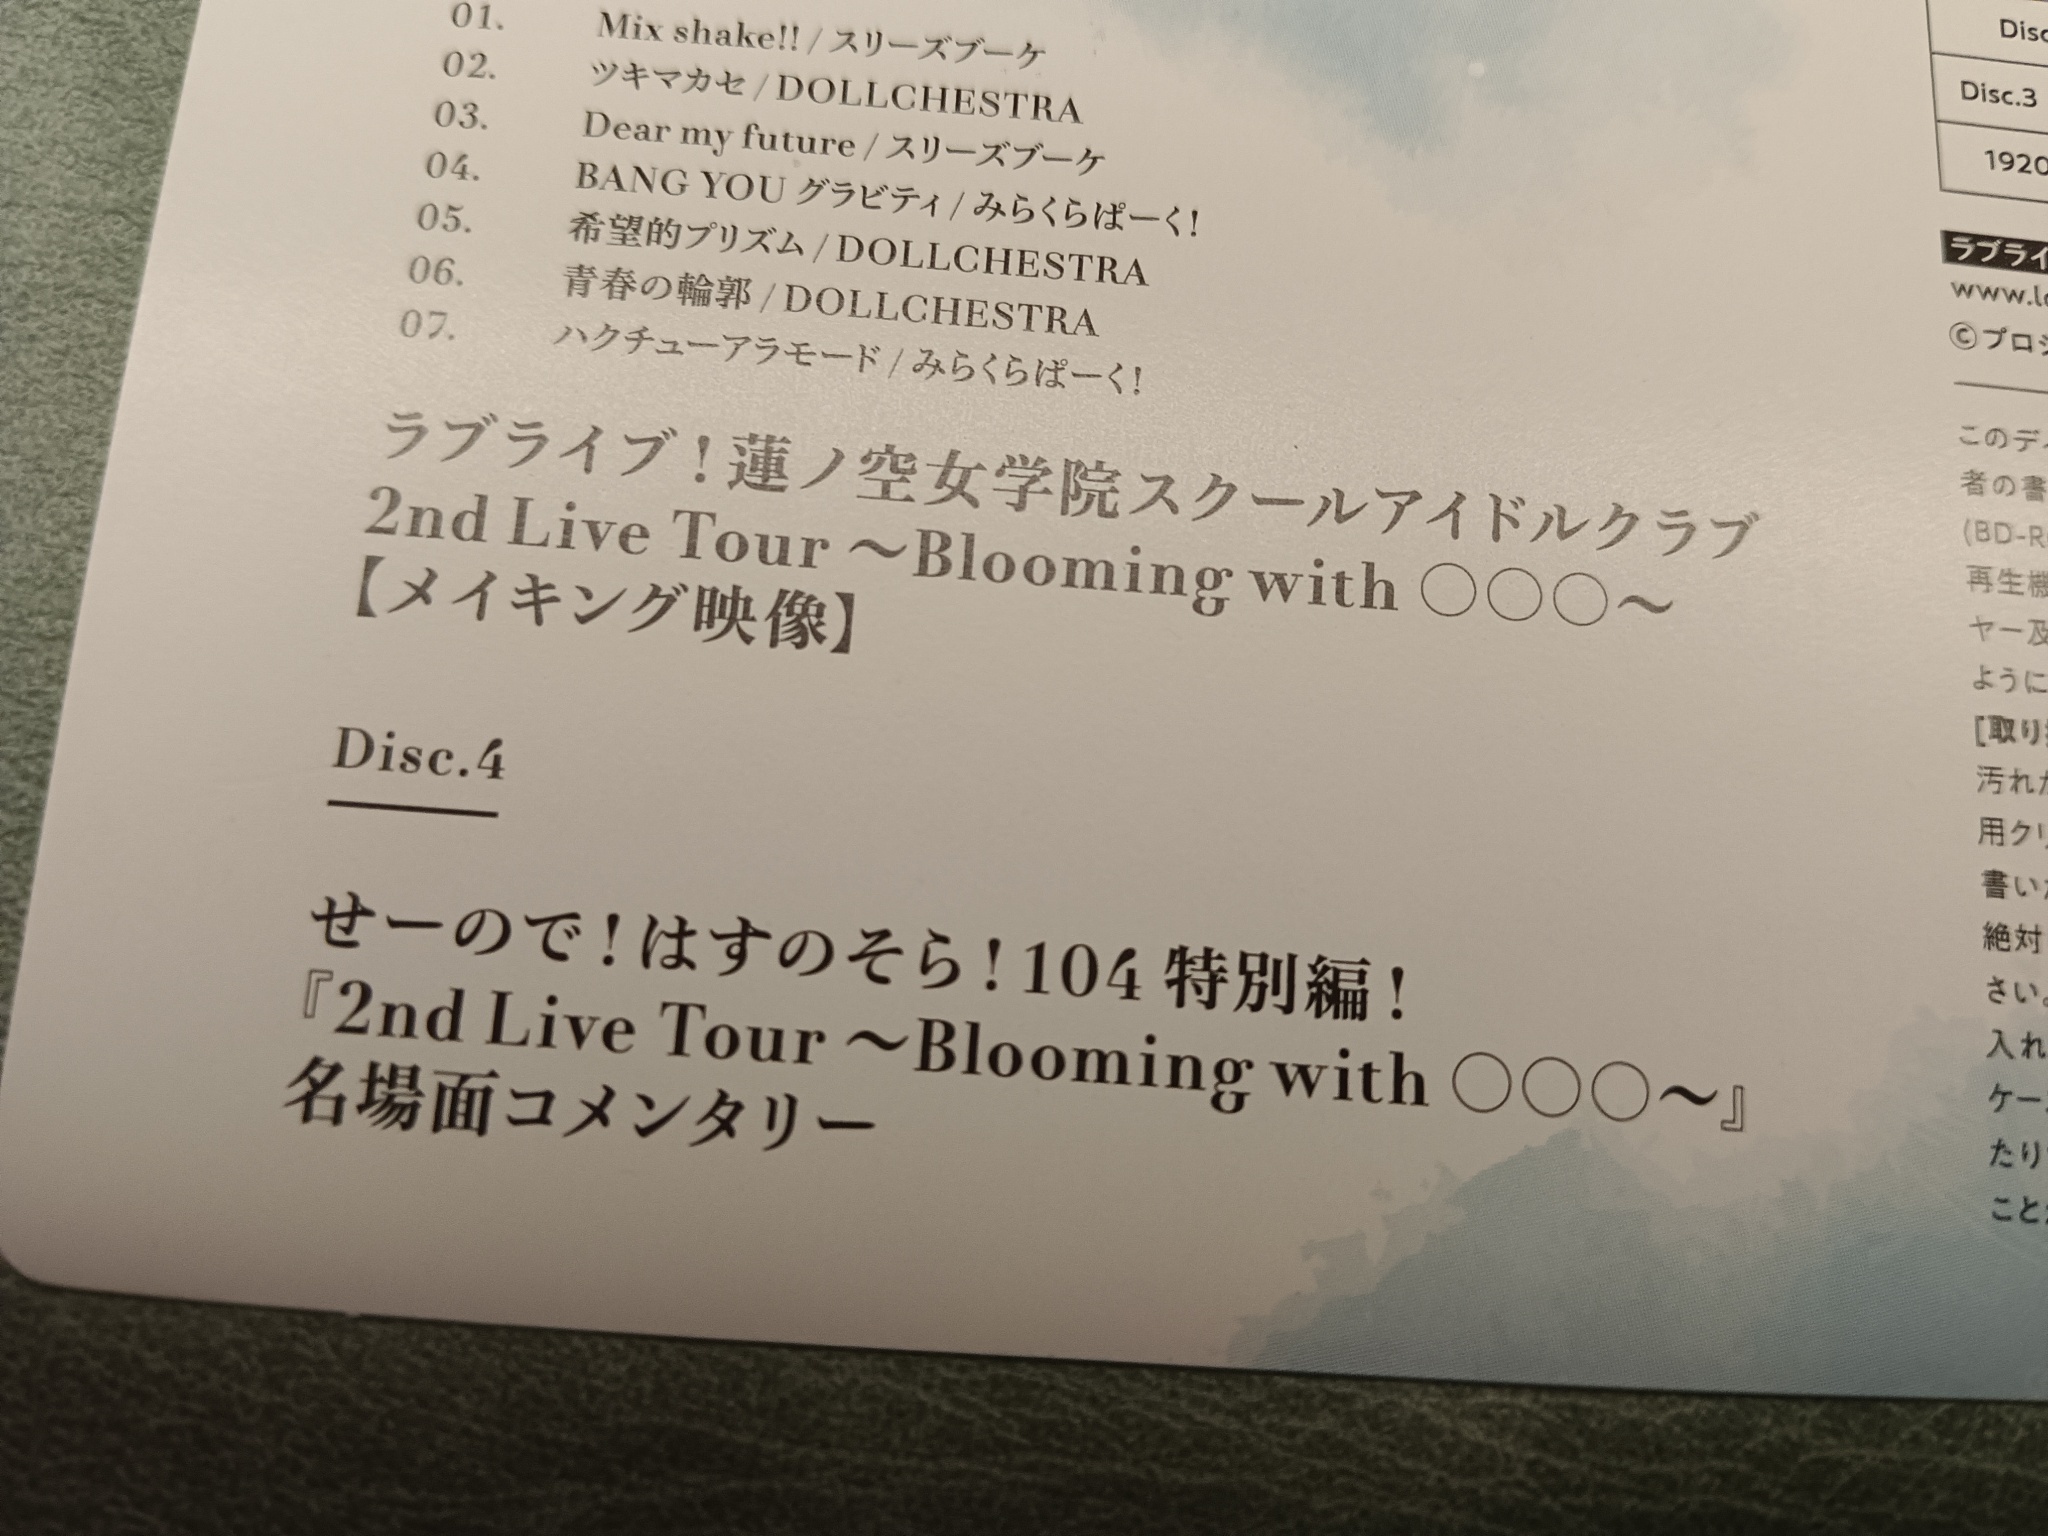 01. Mix shake!! / スリーズブーケ
02. ツキマカセ / DOLLCHESTRA
03. Dear my future / スリーズブーケ
04. BANG YOU グラビティ / みらくらぱーく!
05. 希望的プリズム / DOLLCHESTRA
06. 青春の輪郭 / DOLLCHESTRA
07. ハクチューアラモード / みらくらぱーく!
ラブライブ！蓮ノ空女学院スクールアイドルクラブ
2nd Live Tour ～Blooming with ○○○～
【メイキング映像】
Disc.4
せーので！はすのそら！104 特別編！
『2nd Live Tour ～Blooming with ○○○～』
名場面コメンタリー
Disc
Disc.3
1920
ラブライ
www.l
©プロジ
このデ
者の書
(BD-R
再生機
ヤー及
ように
[取り
汚れ
用クリ
書い
絶対
さい。
入れ
ケー
たり
こと